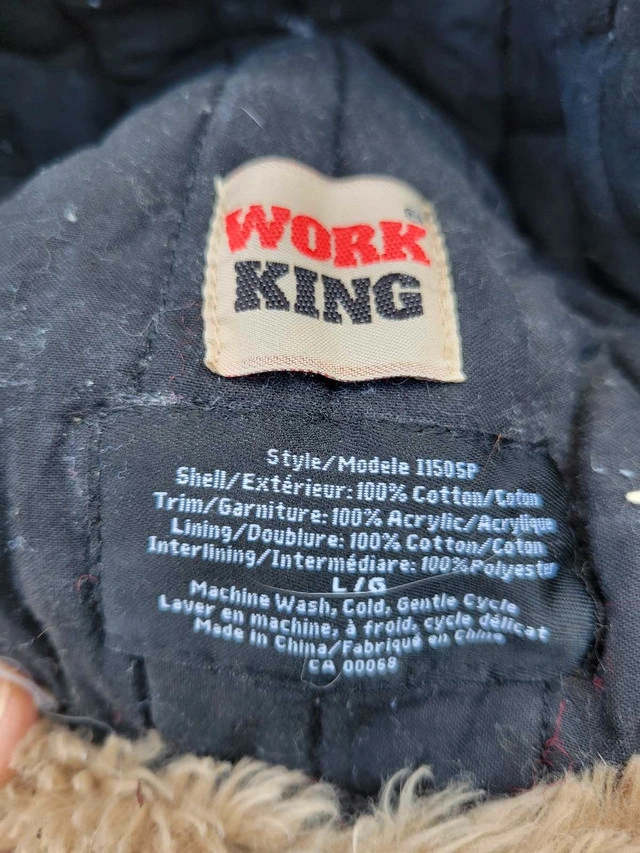 WORK
KING
®
Style/Modele I150SP
Shell/Extérieur: 100% Cotton/Coton
Trim/Garniture: 100% Acrylic/Acrylique
Lining/Doublure: 100% Cotton/Coton
Interlining/Intermédiare: 100% Polyester
L/G
Machine Wash, Cold, Gentle Cycle
Laver en machine, à froid, cycle délicat
Made in China/Fabriqué en Chine
CA 00068